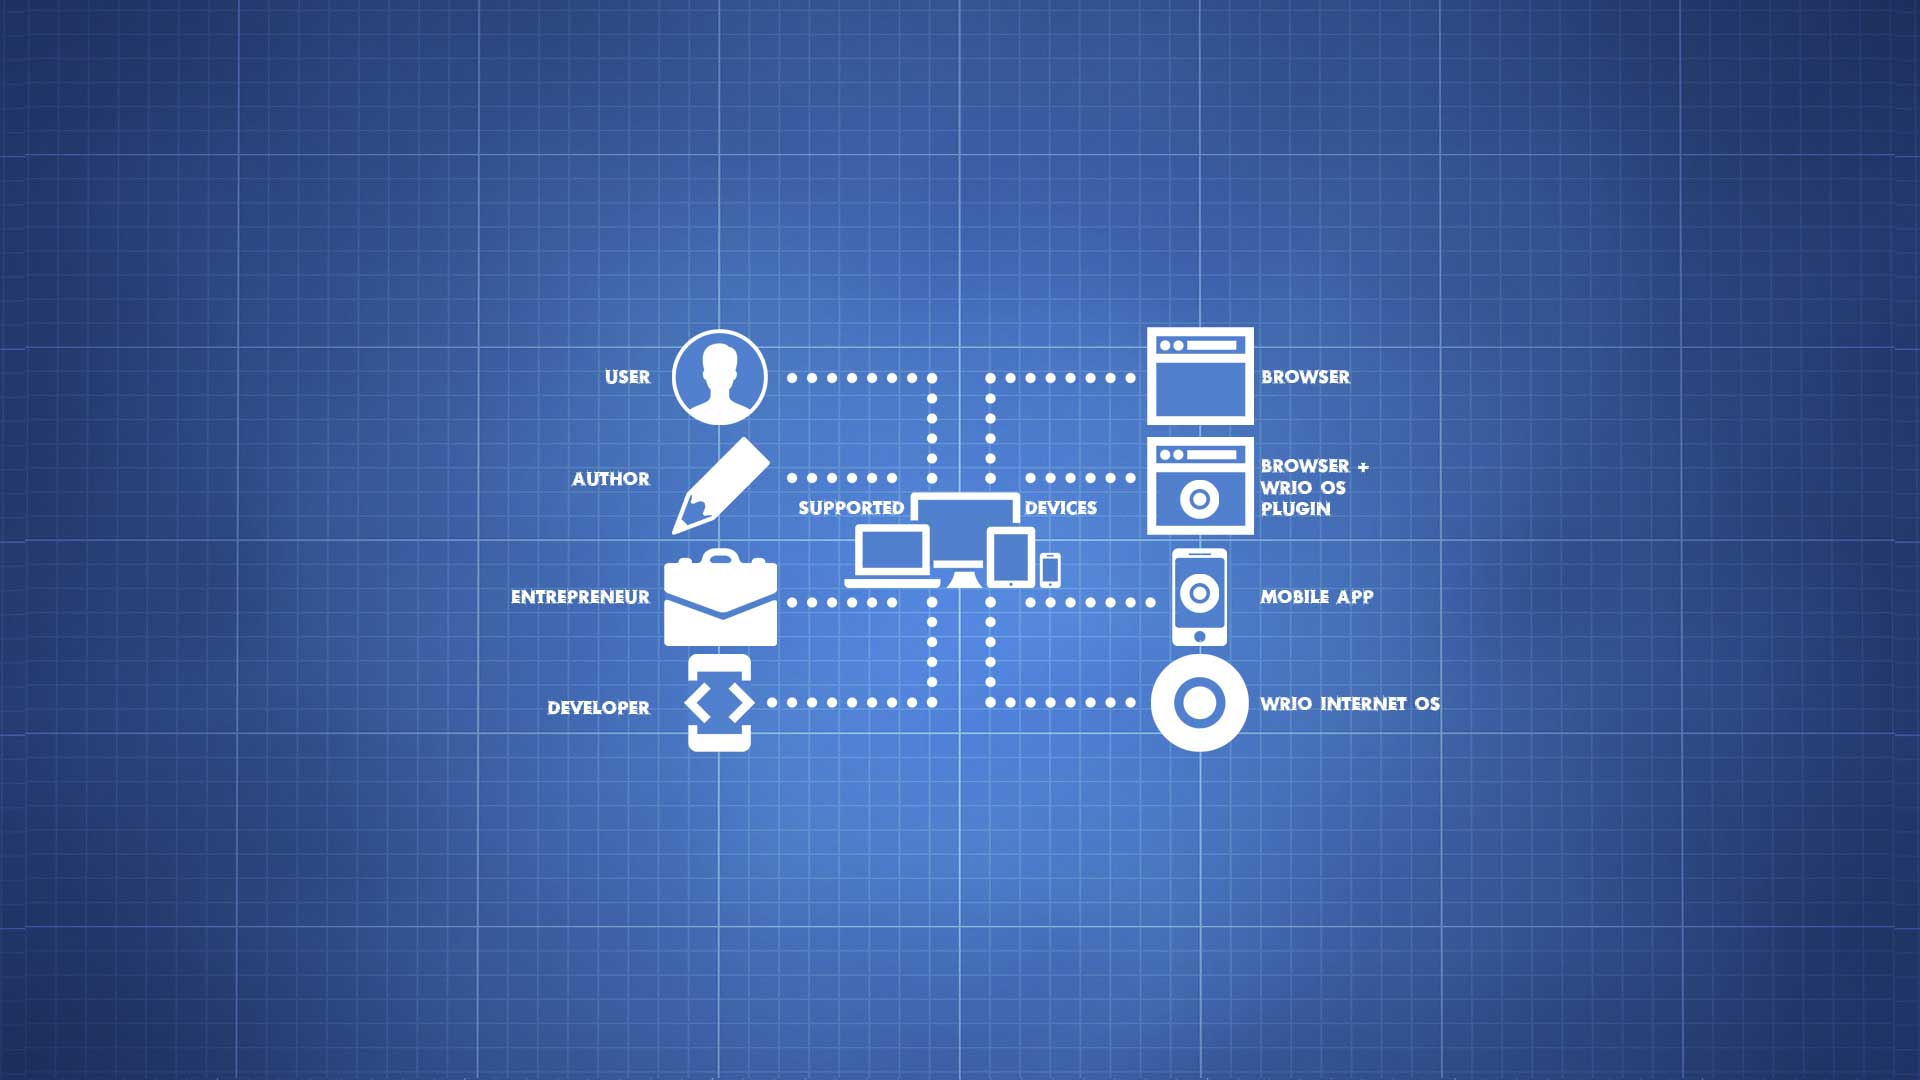 USER
AUTHOR
ENTREPRENEUR
DEVELOPER
SUPPORTED DEVICES
BROWSER
BROWSER +
WRIO OS
PLUGIN
MOBILE APP
WRIO INTERNET OS